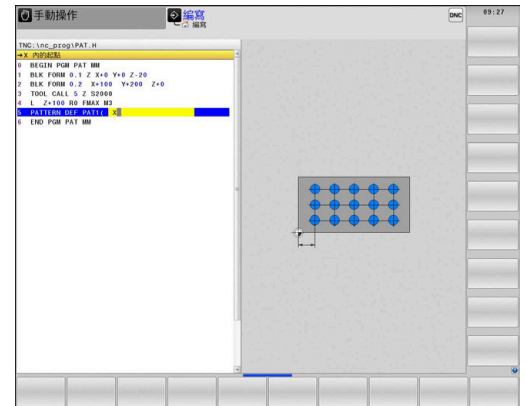 手動操作
編寫
編寫
DNC
09:27
TNC:\nc_prog\PAT.H
→X 內的起點
0 BEGIN PGM PAT MM
1 BLK FORM 0.1 Z X+0 Y+0 Z-20
2 BLK FORM 0.2 X+100 Y+200 Z+0
3 TOOL CALL 5 Z S2000
4 L Z+100 R0 FMAX M3
5 PATTERN DEF PAT1( X
6 END PGM PAT MM